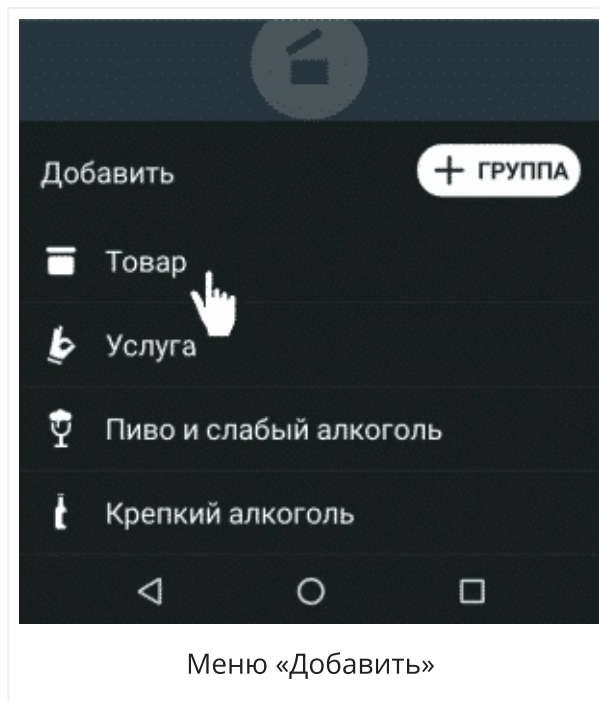 Добавить
+ ГРУППА
Товар
Услуга
Пиво и слабый алкоголь
Крепкий алкоголь
Меню «Добавить»